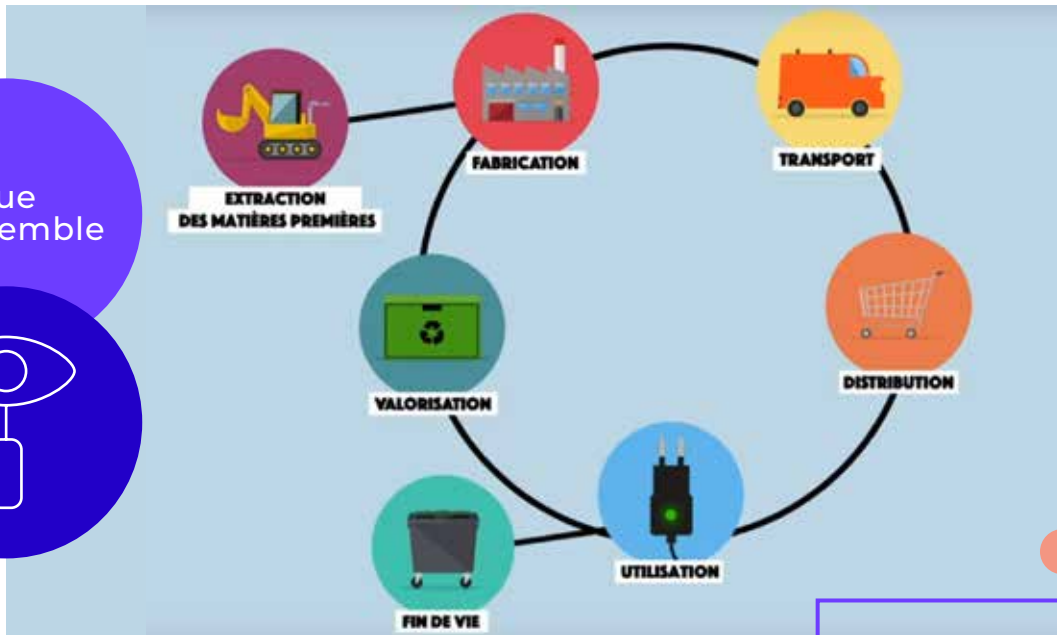 ue
emble
EXTRACTION
DES MATIÈRES PREMIÈRES
FABRICATION
TRANSPORT
DISTRIBUTION
UTILISATION
FIN DE VIE
VALORISATION